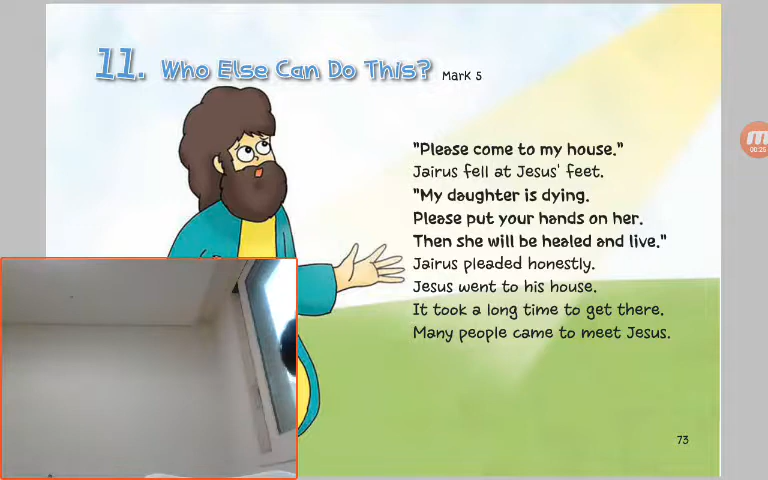 11. Who Else Can Do This? Mark 5
"Please come to my house."
Jairus fell at Jesus' feet.
"My daughter is dying.
Please put your hands on her.
Then she will be healed and live."
Jairus pleaded honestly.
Jesus went to his house.
It took a long time to get there.
Many people came to meet Jesus.
73
00:25